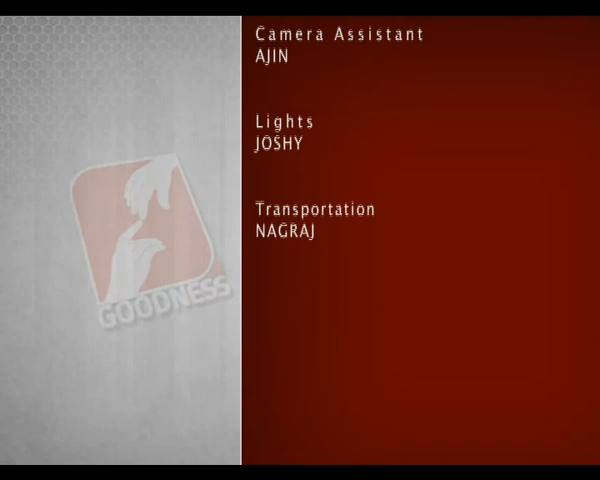 Camera Assistant
AJIN
Lights
JOSHY
Transportation
NAGRAJ
GOODNESS